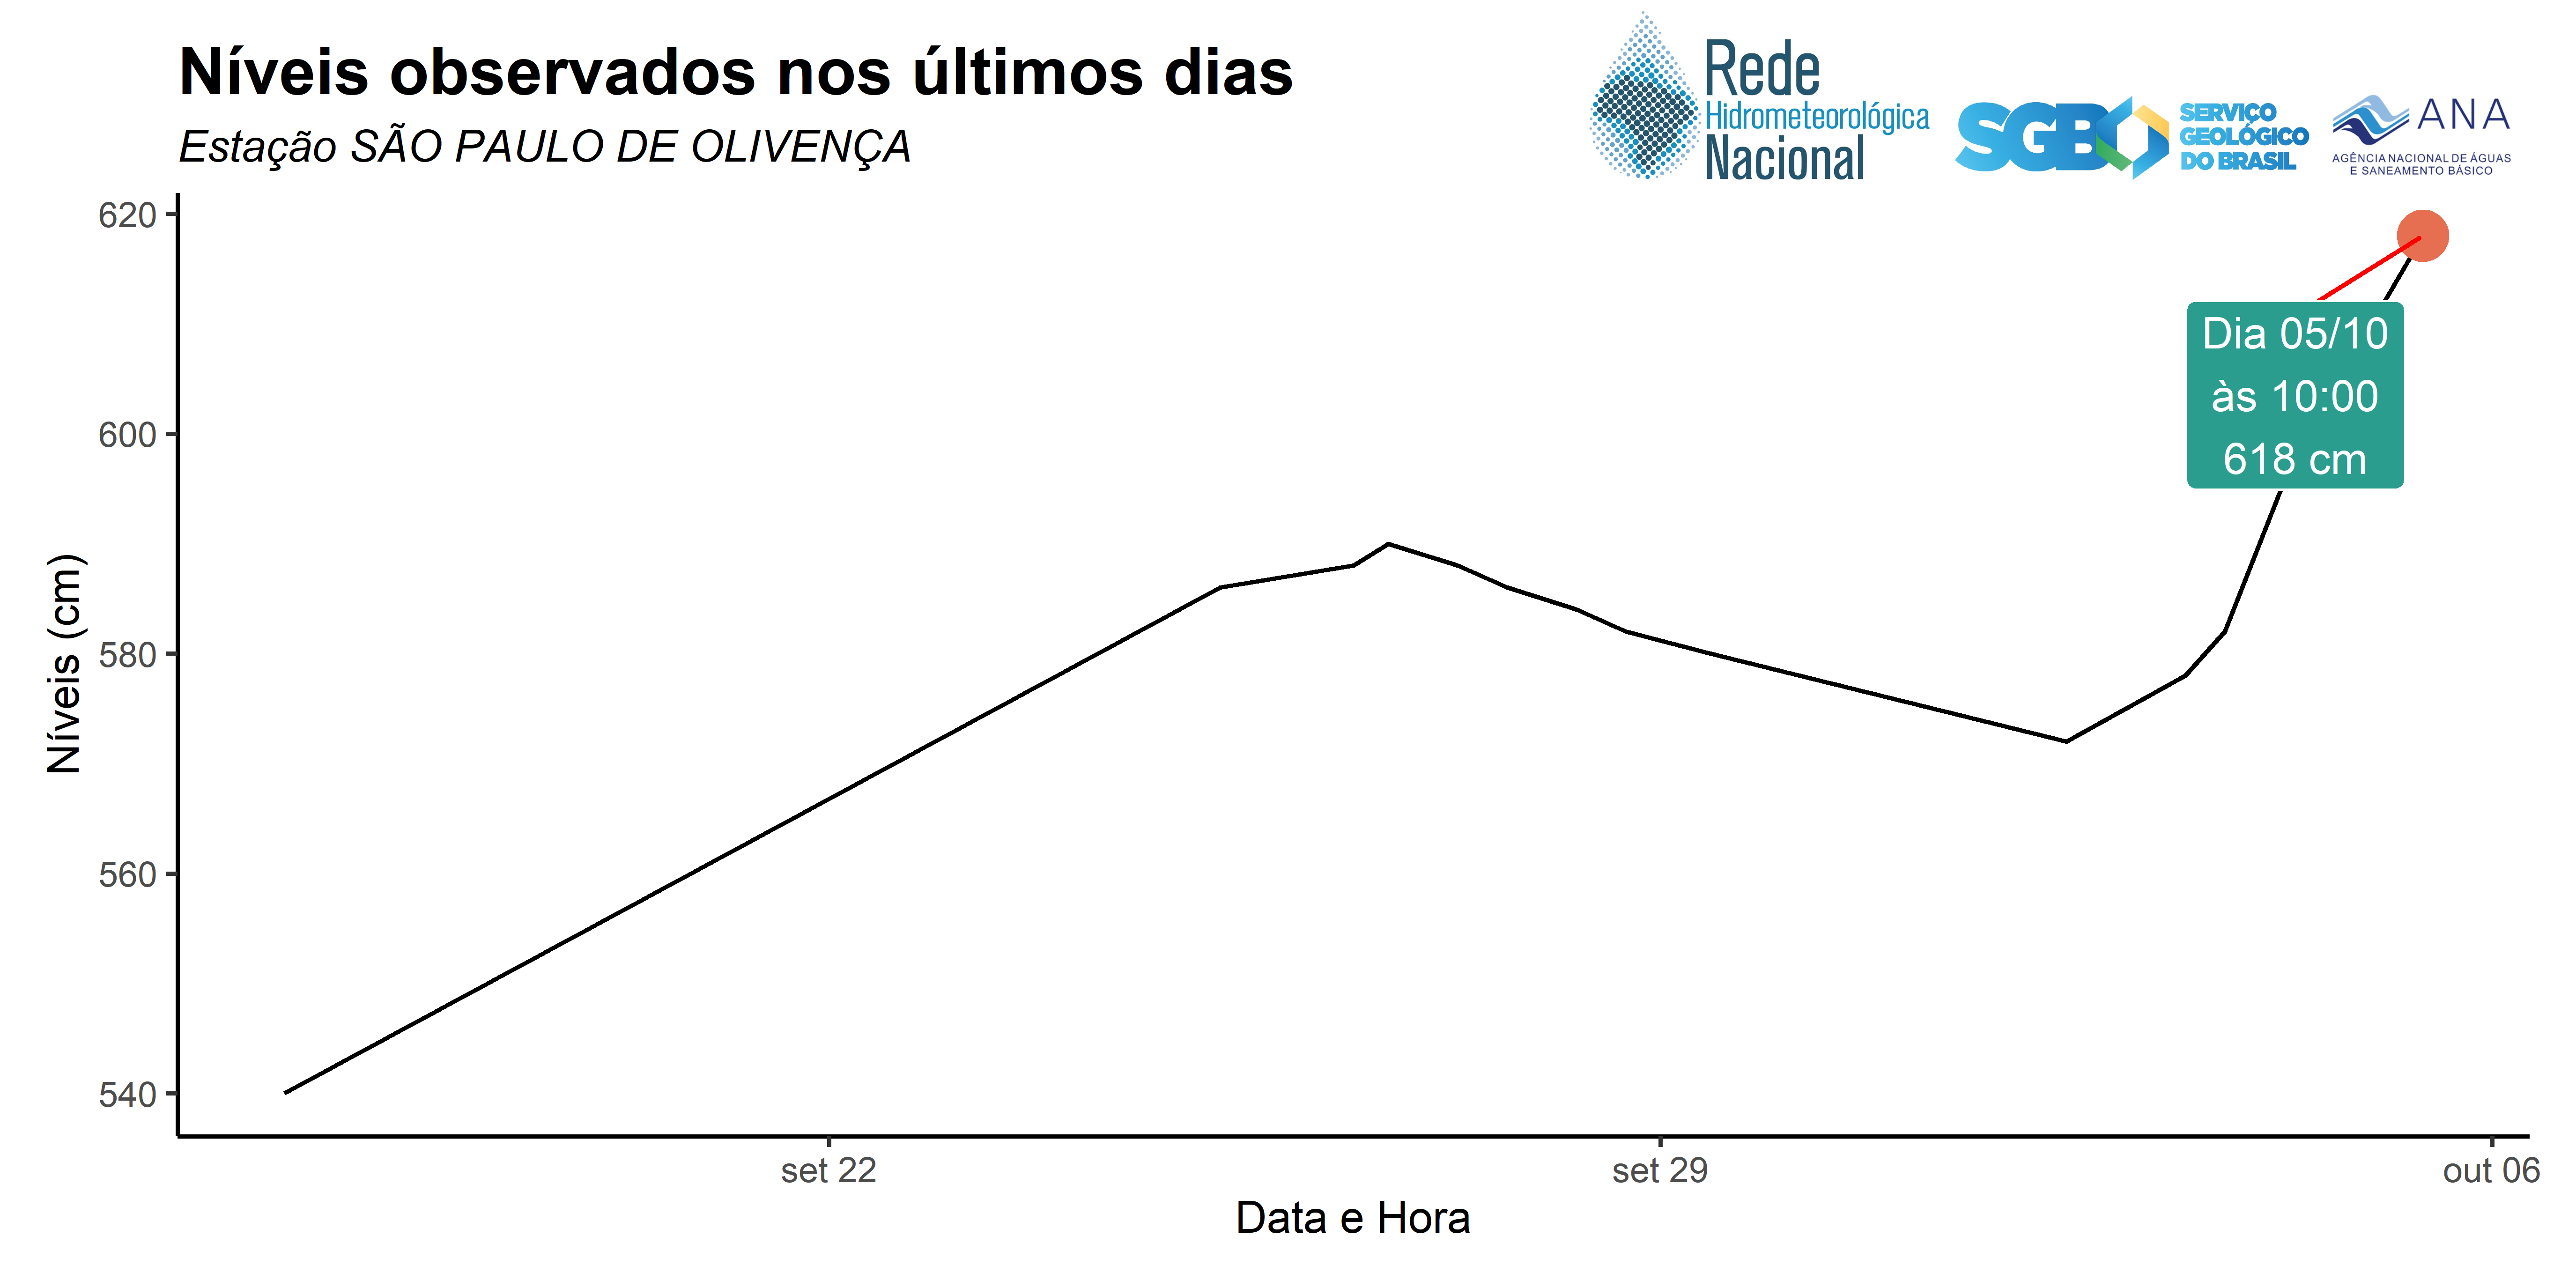 Níveis observados nos últimos dias
Estação SÃO PAULO DE OLIVENÇA
Rede
Hidrometeorológica
Nacional
SGB
SERVIÇO
GEOLÓGICO
DO BRASIL
ANA
AGÊNCIA NACIONAL DE ÁGUAS
E SANEAMENTO BÁSICO
620
600
580
560
540
Níveis (cm)
Dia 05/10
às 10:00
618 cm
set 22
set 29
out 06
Data e Hora